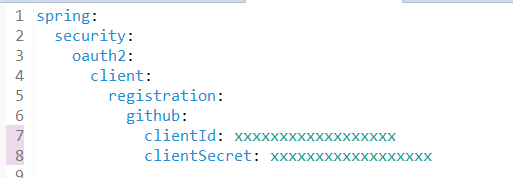 1 spring:
2   security:
3     oauth2:
4       client:
5         registration:
6           github:
7             clientId: xxxxxxxxxxxxxxxxxx
8             clientSecret: xxxxxxxxxxxxxxxxxx
9